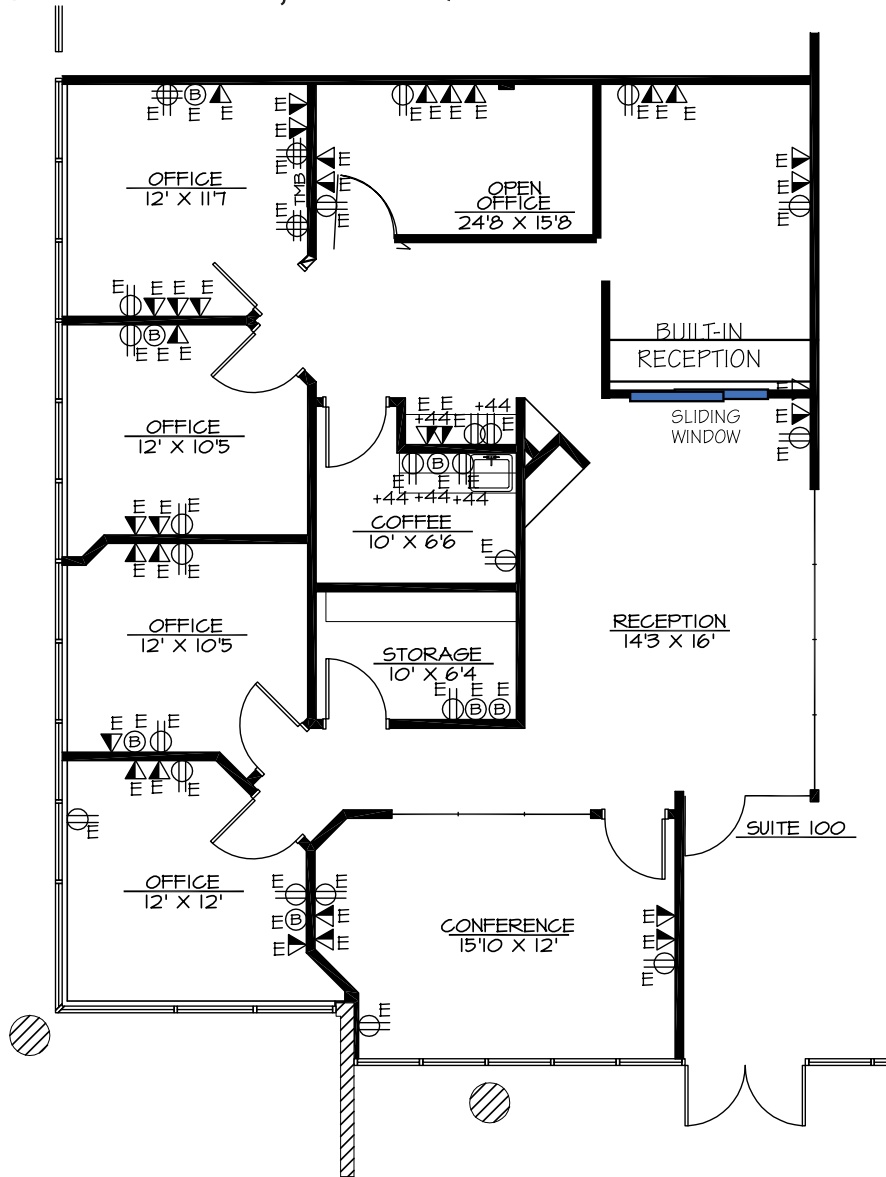 E
B
E
E
E
E
E
TMB
E
OFFICE
12' X 11'7
E
E E E
E
E
E
OPEN
OFFICE
24'8 X 15'8
E
E E
E
E
E
E
E E E
B
E E E
OFFICE
12' X 10'5
BUILT-IN
RECEPTION
SLIDING
WINDOW
E
E
E
E E
+44
E
+44
E
B
E
E
E
+44 +44 +44
COFFEE
10' X 6'6
E
E E E
E E E
OFFICE
12' X 10'5
STORAGE
10' X 6'4
E E E
B B
RECEPTION
14'3 X 16'
E E E
B
E E E
E
OFFICE
12' X 12'
E
E B
E
E
E
E
CONFERENCE
15'10 X 12'
E
E
E
E
SUITE 100